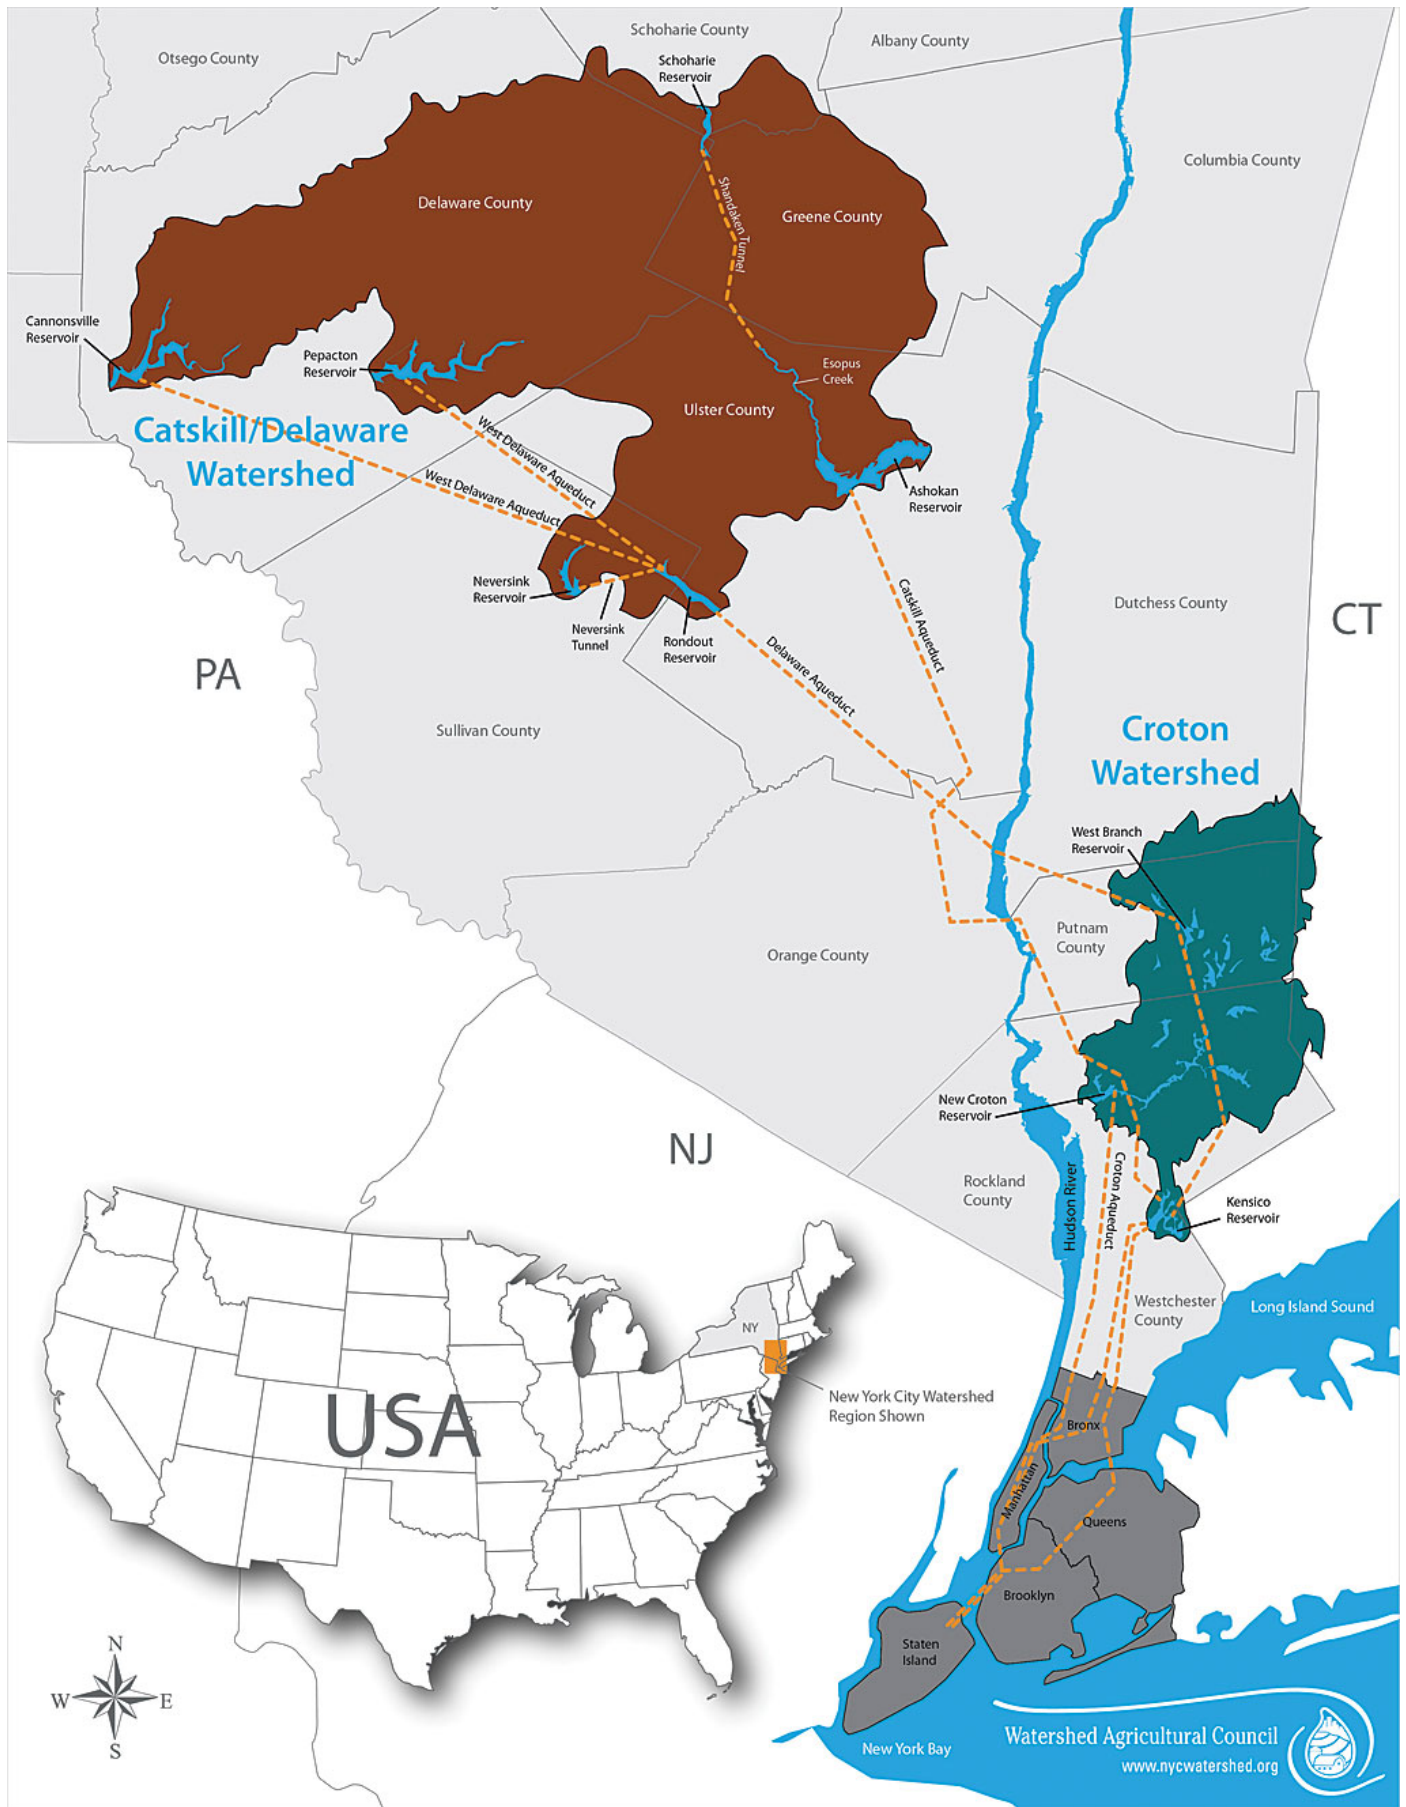 Schoharie County
Albany County
Otsego County
Schoharie
Reservoir
Columbia County
Delaware County
Shandaken Tunnel
Greene County
Cannonsville
Reservoir
Pepacton
Reservoir
Esopus
Creek
Ulster County
Catskill/Delaware
Watershed
West Delaware Aqueduct
West Delaware Aqueduct
Ashokan
Reservoir
Neversink
Reservoir
Neversink
Tunnel
Rondout
Reservoir
Catskill Aqueduct
Delaware Aqueduct
Dutchess County
CT
PA
Sullivan County
Croton
Watershed
West Branch
Reservoir
Putnam
County
Orange County
New Croton
Reservoir
NJ
Rockland
County
Hudson River
Croton Aqueduct
Kensico
Reservoir
Westchester
County
Long Island Sound
NY
New York City Watershed
Region Shown
USA
Bronx
Manhattan
Queens
Brooklyn
Staten
Island
N
W
E
S
New York Bay
Watershed Agricultural Council
www.nycwatershed.org